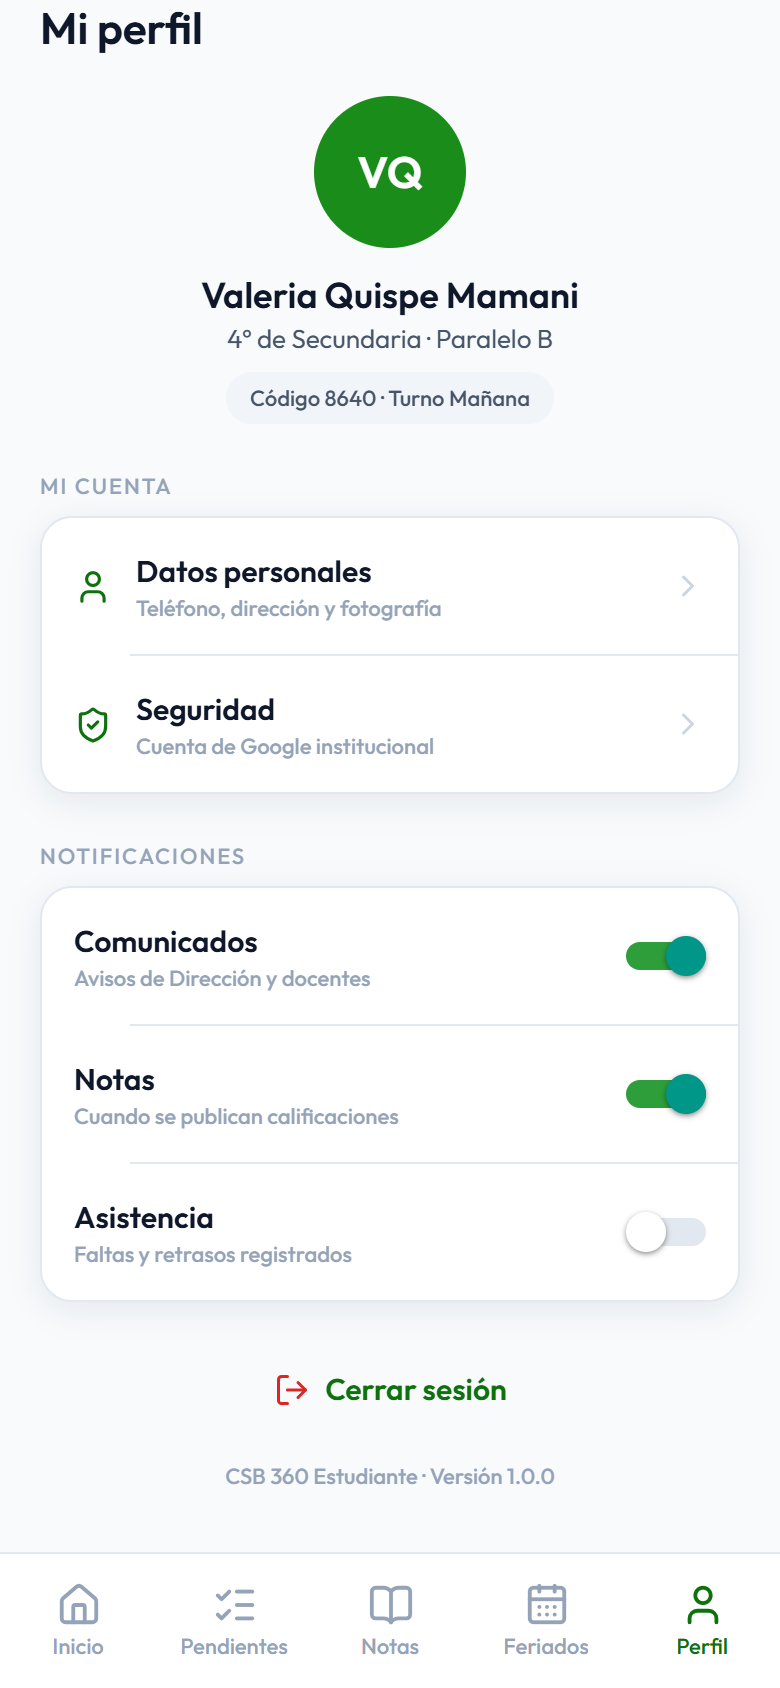 Mi perfil
VQ
Valeria Quispe Mamani
4° de Secundaria · Paralelo B
Código 8640 · Turno Mañana
MI CUENTA
Datos personales
Teléfono, dirección y fotografía
Seguridad
Cuenta de Google institucional
NOTIFICACIONES
Comunicados
Avisos de Dirección y docentes
Notas
Cuando se publican calificaciones
Asistencia
Faltas y retrasos registrados
Cerrar sesión
CSB 360 Estudiante · Versión 1.0.0
Inicio
Pendientes
Notas
Feriados
Perfil